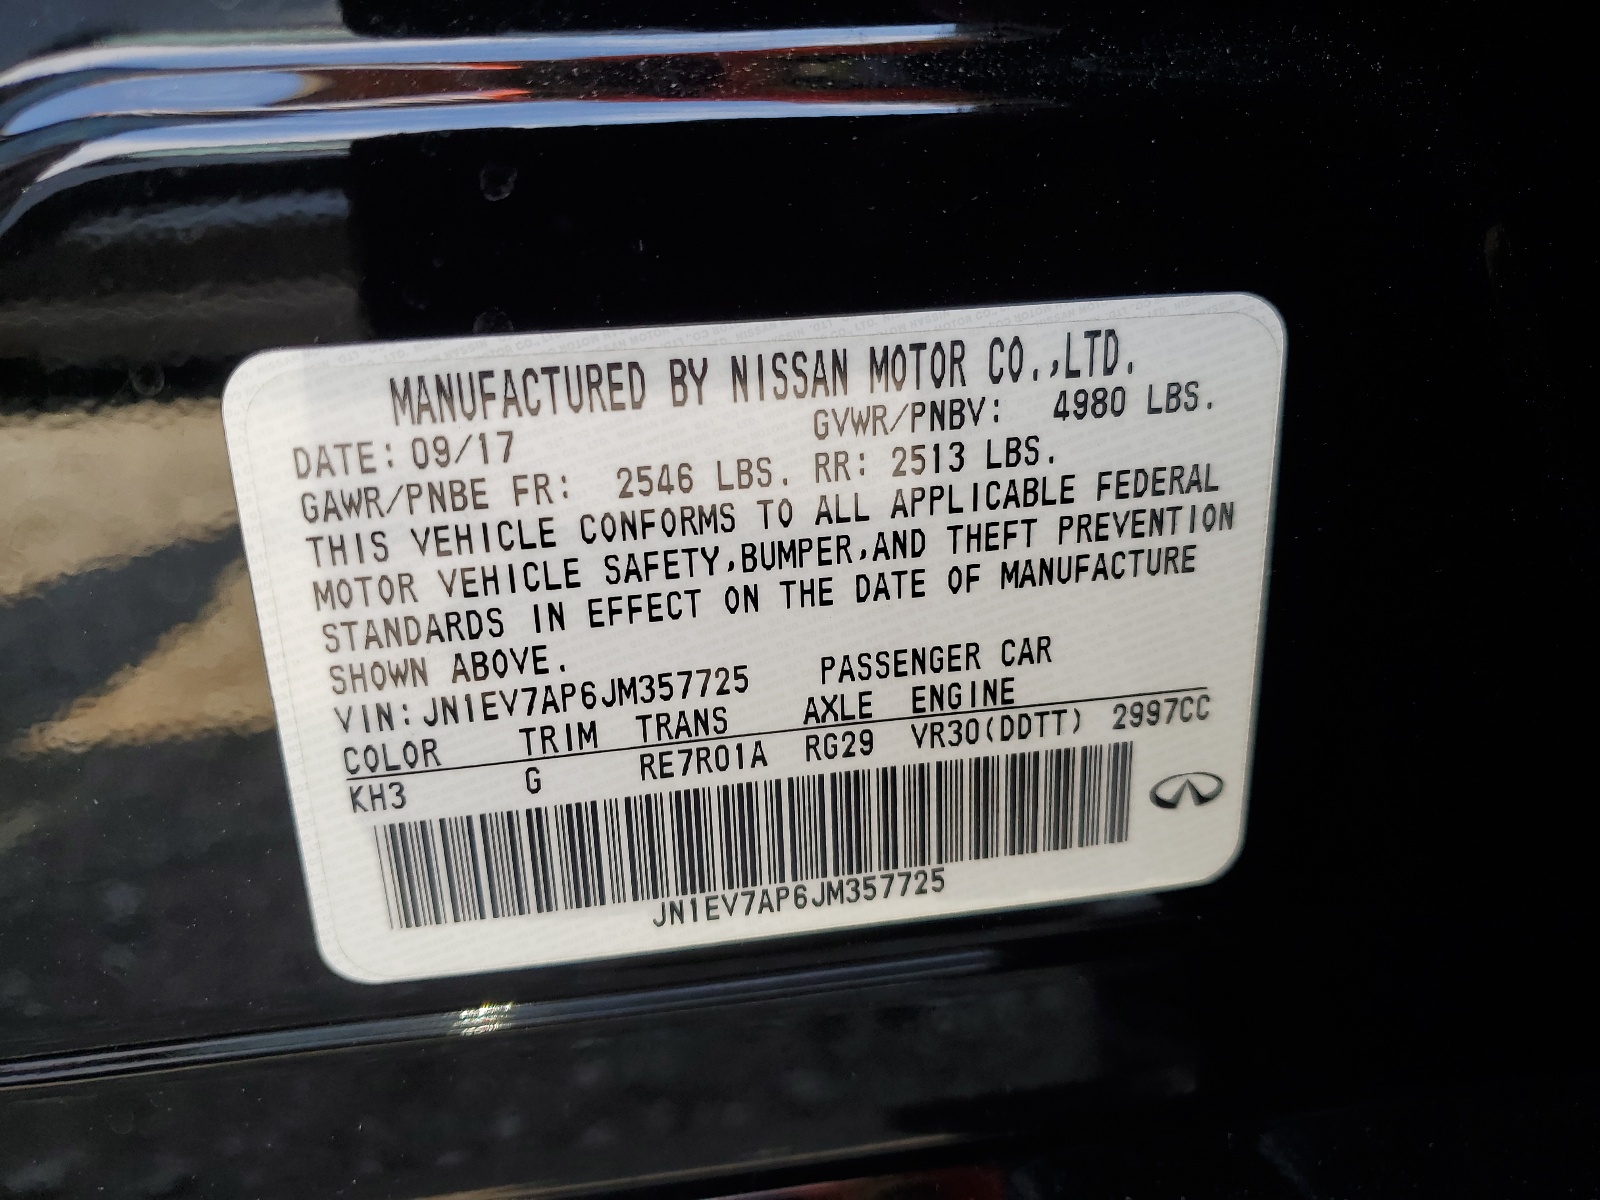 MANUFACTURED BY NISSAN MOTOR CO.,LTD.
DATE: 09/17 GVWR/PNBV: 4980 LBS.
GAWR/PNBE FR: 2546 LBS. RR: 2513 LBS.
THIS VEHICLE CONFORMS TO ALL APPLICABLE FEDERAL
MOTOR VEHICLE SAFETY,BUMPER,AND THEFT PREVENTION
STANDARDS IN EFFECT ON THE DATE OF MANUFACTURE
SHOWN ABOVE.
VIN: JN1EV7AP6JM357725 PASSENGER CAR
COLOR TRIM TRANS AXLE ENGINE
KH3 G RE7R01A RG29 VR30(DDTT) 2997CC
JN1EV7AP6JM357725